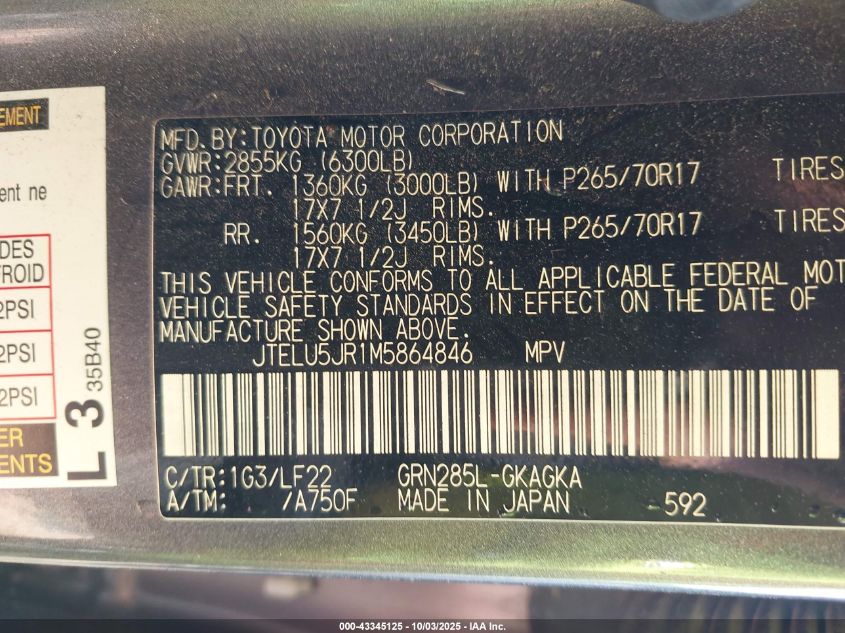 EMENT
ent ne
DES
FROID
2PSI
2PSI
2PSI
ER
ENTS
L 3 35B40
MFD.BY:TOYOTA MOTOR CORPORATION
GVWR:2855KG (6300LB)
GAWR:FRT. 1360KG (3000LB) WITH P265/70R17 TIRES
17X7 1/2J RIMS.
RR. 1560KG (3450LB) WITH P265/70R17 TIRES
17X7 1/2J RIMS.
THIS VEHICLE CONFORMS TO ALL APPLICABLE FEDERAL MOT
VEHICLE SAFETY STANDARDS IN EFFECT ON THE DATE OF
MANUFACTURE SHOWN ABOVE.
JTELU5JR1M5864846 MPV
C/TR:1G3/LF22 GRN285L-GKAGKA
A/TM: /A750F MADE IN JAPAN 592
000-43345125 - 10/03/2025 - IAA Inc.